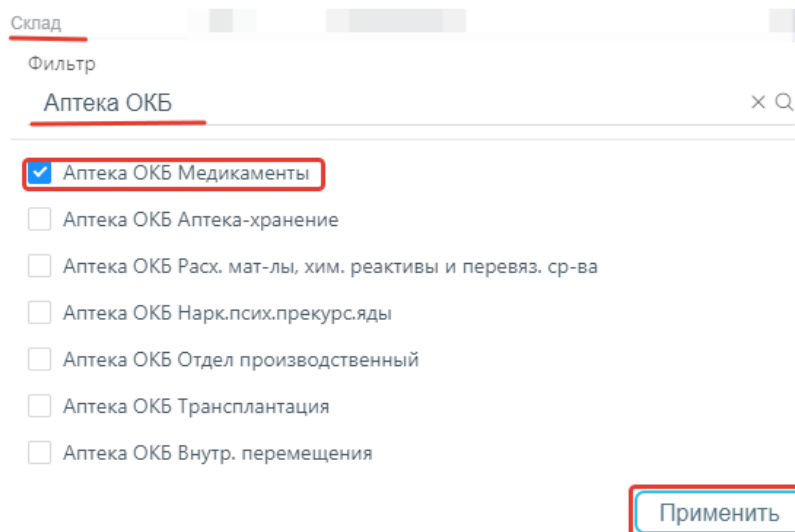 Склад
Фильтр
Аптека ОКБ
Аптека ОКБ Медикаменты
Аптека ОКБ Аптека-хранение
Аптека ОКБ Расх. мат-лы, хим. реактивы и перевяз. ср-ва
Аптека ОКБ Нарк.псих.прекурс.яды
Аптека ОКБ Отдел производственный
Аптека ОКБ Трансплантация
Аптека ОКБ Внутр. перемещения
Применить